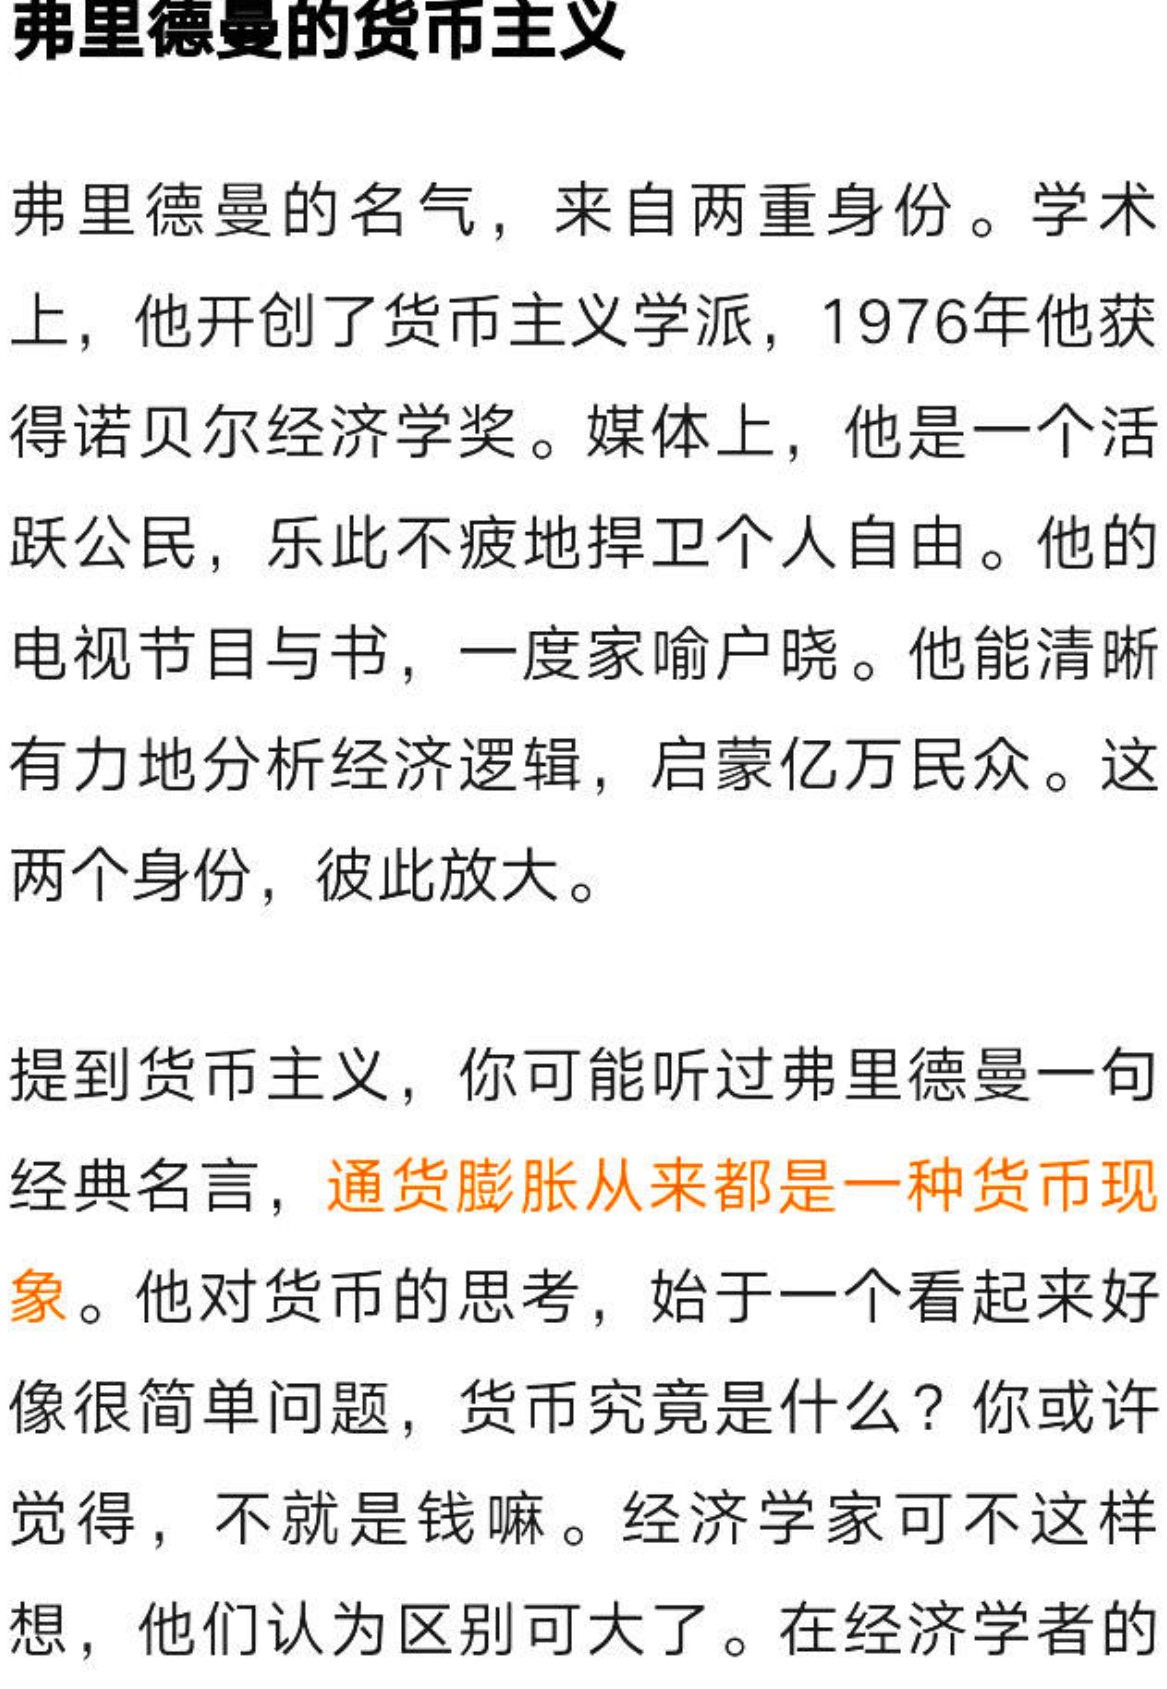 弗里德曼的货币主义
弗里德曼的名气，来自两重身份。学术
上，他开创了货币主义学派，1976年他获
得诺贝尔经济学奖。媒体上，他是一个活
跃公民，乐此不疲地捍卫个人自由。他的
电视节目与书，一度家喻户晓。他能清晰
有力地分析经济逻辑，启蒙亿万民众。这
两个身份，彼此放大。
提到货币主义，你可能听过弗里德曼一句
经典名言，通货膨胀从来都是一种货币现
象。他对货币的思考，始于一个看起来好
像很简单问题，货币究竟是什么？你或许
觉得，不就是钱嘛。经济学家可不这样
想，他们认为区别可大了。在经济学者的